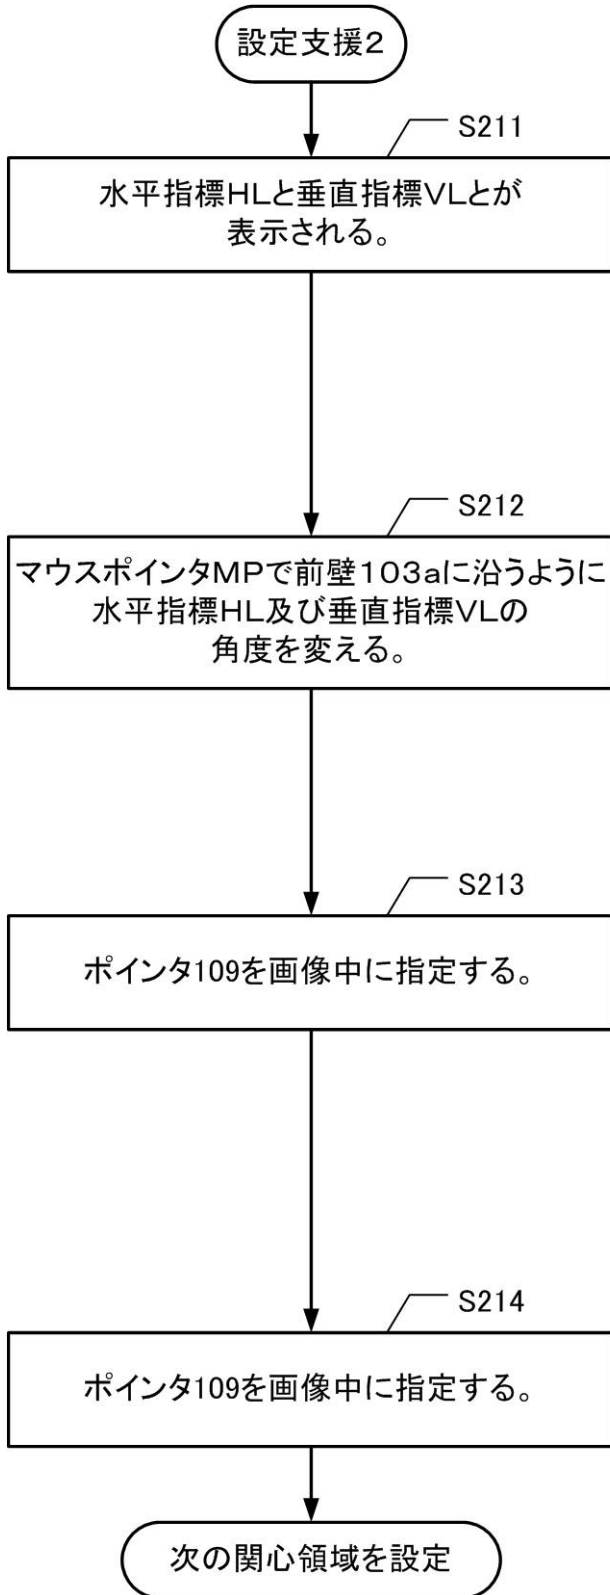 設定支援2
S211
水平指標HLと垂直指標VLとが
表示される。
S212
マウスポインタMPで前壁103aに沿うように
水平指標HL及び垂直指標VLの
角度を変える。
S213
ポインタ109を画像中に指定する。
S214
ポインタ109を画像中に指定する。
次の関心領域を設定